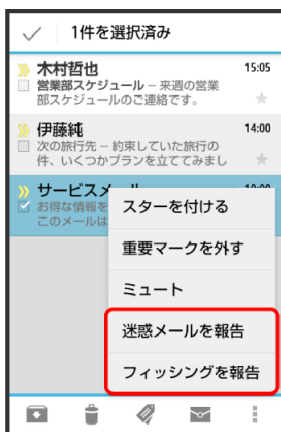 1件を選択済み
木村哲也 15:05
営業部スケジュール – 来週の営業
部スケジュールのご連絡です。
伊藤純 14:00
次の旅行先 – 約束していた旅行の
件、いくつかプランを立ててみまし
サービスメール 10:00
お得な情報を
このメールは
スターを付ける
重要マークを外す
ミュート
迷惑メールを報告
フィッシングを報告